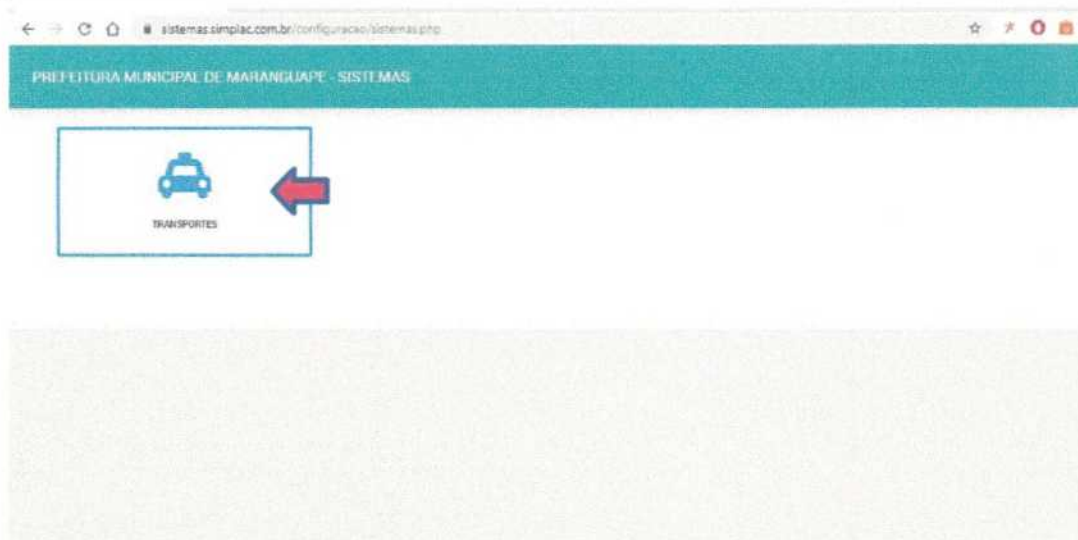 sistemas.simplac.com.br/configuracao/sistemas.php
PREFEITURA MUNICIPAL DE MARANGUAPE - SISTEMAS
TRANSPORTES